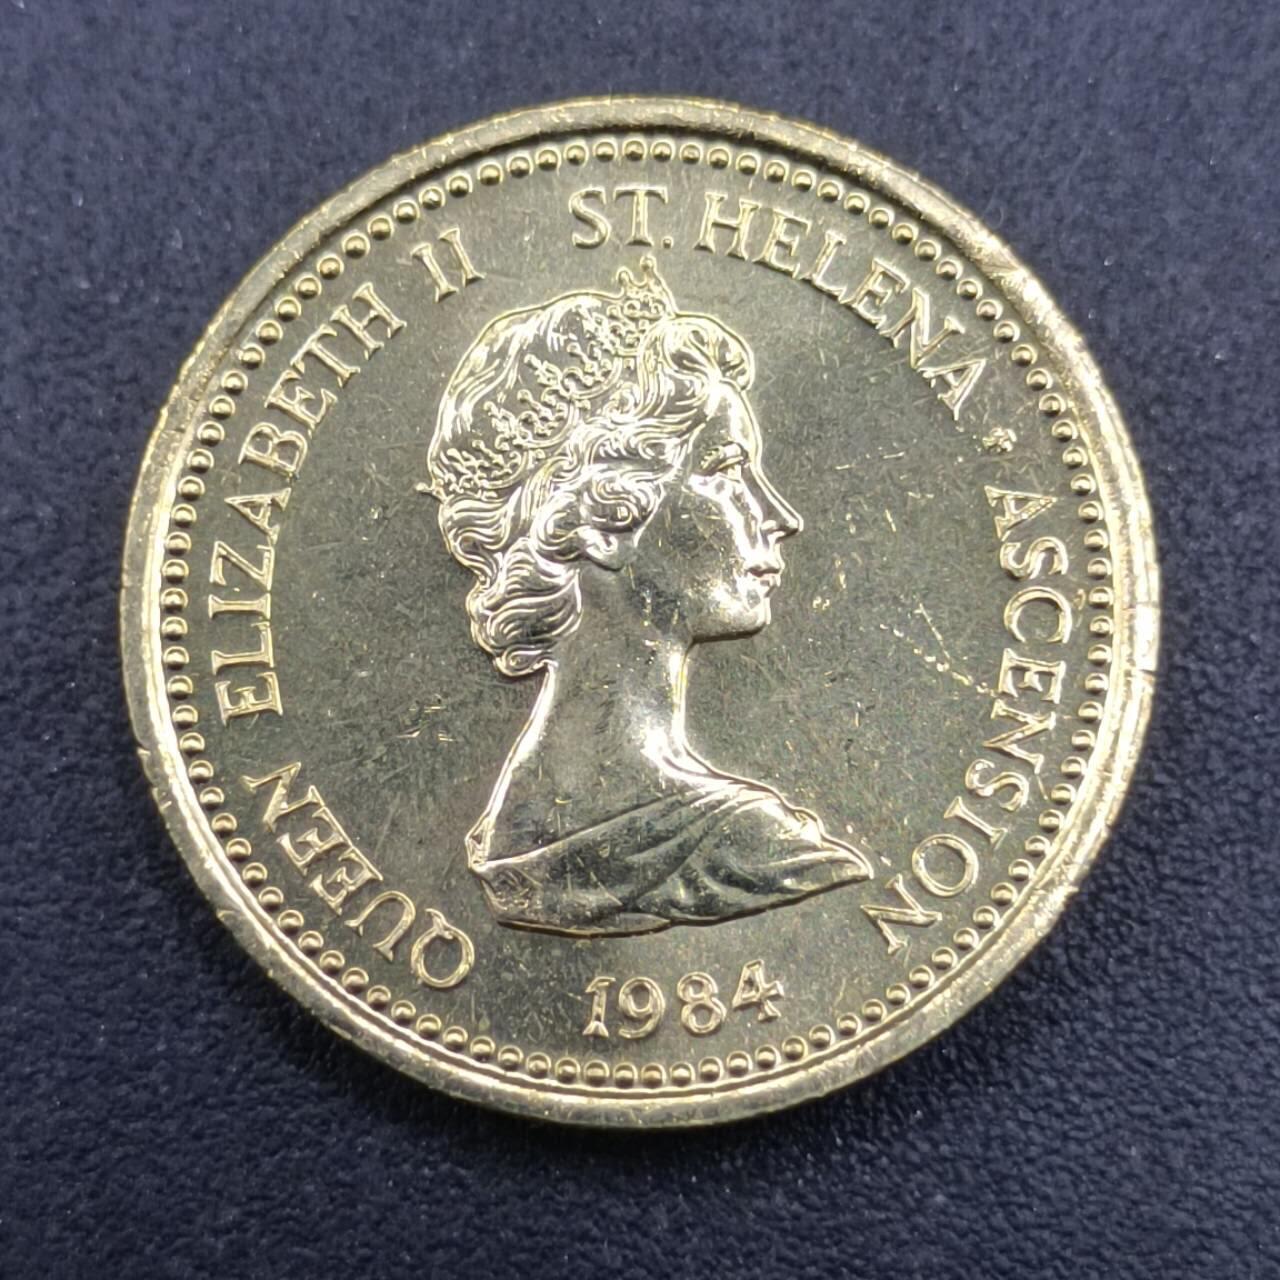 QUEEN ELIZABETH II ST. HELENA * ASCENSION
1984